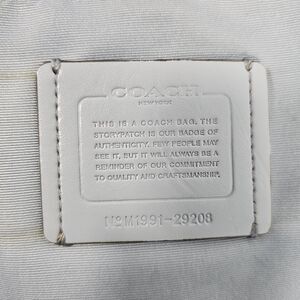 COACH
NEW YORK
THIS IS A COACH BAG. THE
STORYPATCH IS OUR BADGE OF
AUTHENTICITY. FEW PEOPLE MAY
SEE IT, BUT IT WILL ALWAYS BE A
REMINDER OF OUR COMMITMENT
TO QUALITY AND CRAFTSMANSHIP.
NoM1991-29208